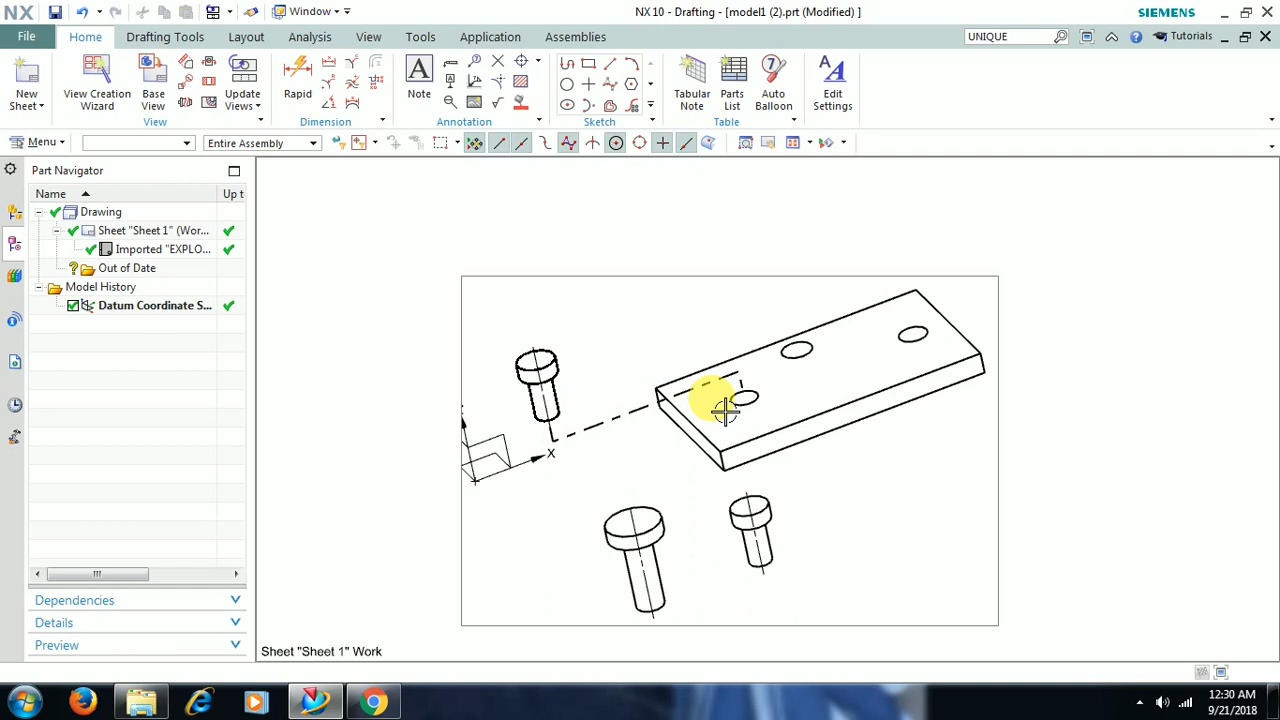 NX
Window
NX 10 - Drafting - [model1 (2).prt (Modified) ]
SIEMENS
File
Home
Drafting Tools
Layout
Analysis
View
Tools
Application
Assemblies
UNIQUE
Tutorials
New Sheet
View Creation Wizard
Base View
Update Views
Rapid
Note
Tabular Note
Parts List
Auto Balloon
Edit Settings
View
Dimension
Annotation
Sketch
Table
Menu
Entire Assembly
Part Navigator
Name
Up t
Drawing
Sheet "Sheet 1" (Wor...
Imported "EXPLO...
Out of Date
Model History
Datum Coordinate S...
X
Dependencies
Details
Preview
Sheet "Sheet 1" Work
12:30 AM
9/21/2018